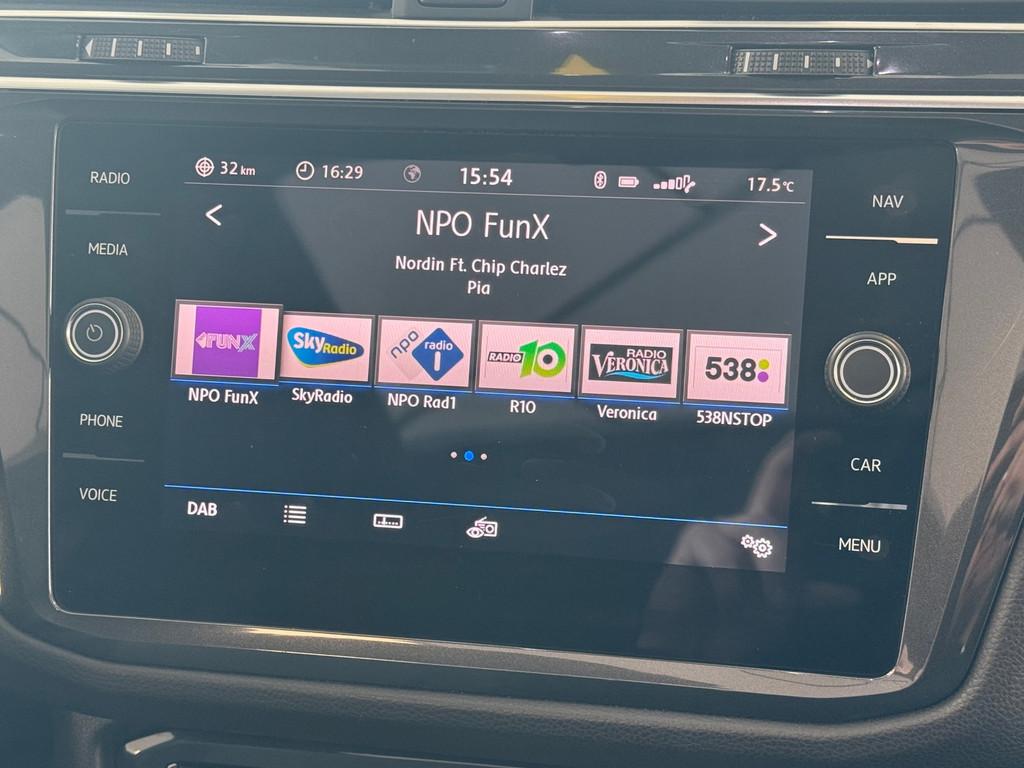 RADIO
MEDIA
PHONE
VOICE
32 km
16:29
15:54
17.5°C
NPO FunX
Nordin Ft. Chip Charlez
Pia
FUNX
Sky Radio
npo radio 1
RADIO 10
RADIO VERONICA
538
NPO FunX
SkyRadio
NPO Rad1
R10
Veronica
538NSTOP
DAB
NAV
APP
CAR
MENU